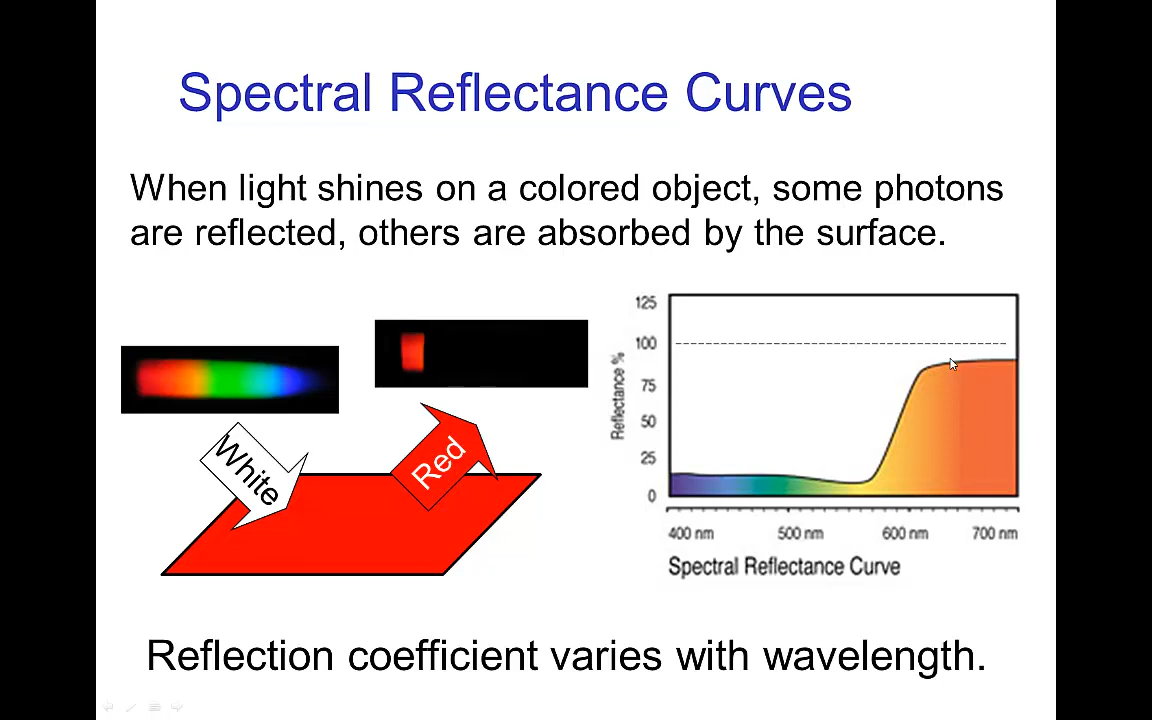 Spectral Reflectance Curves
When light shines on a colored object, some photons
are reflected, others are absorbed by the surface.
White
Red
125
100
75
50
25
0
Reflectance %
400 nm 500 nm 600 nm 700 nm
Spectral Reflectance Curve
Reflection coefficient varies with wavelength.